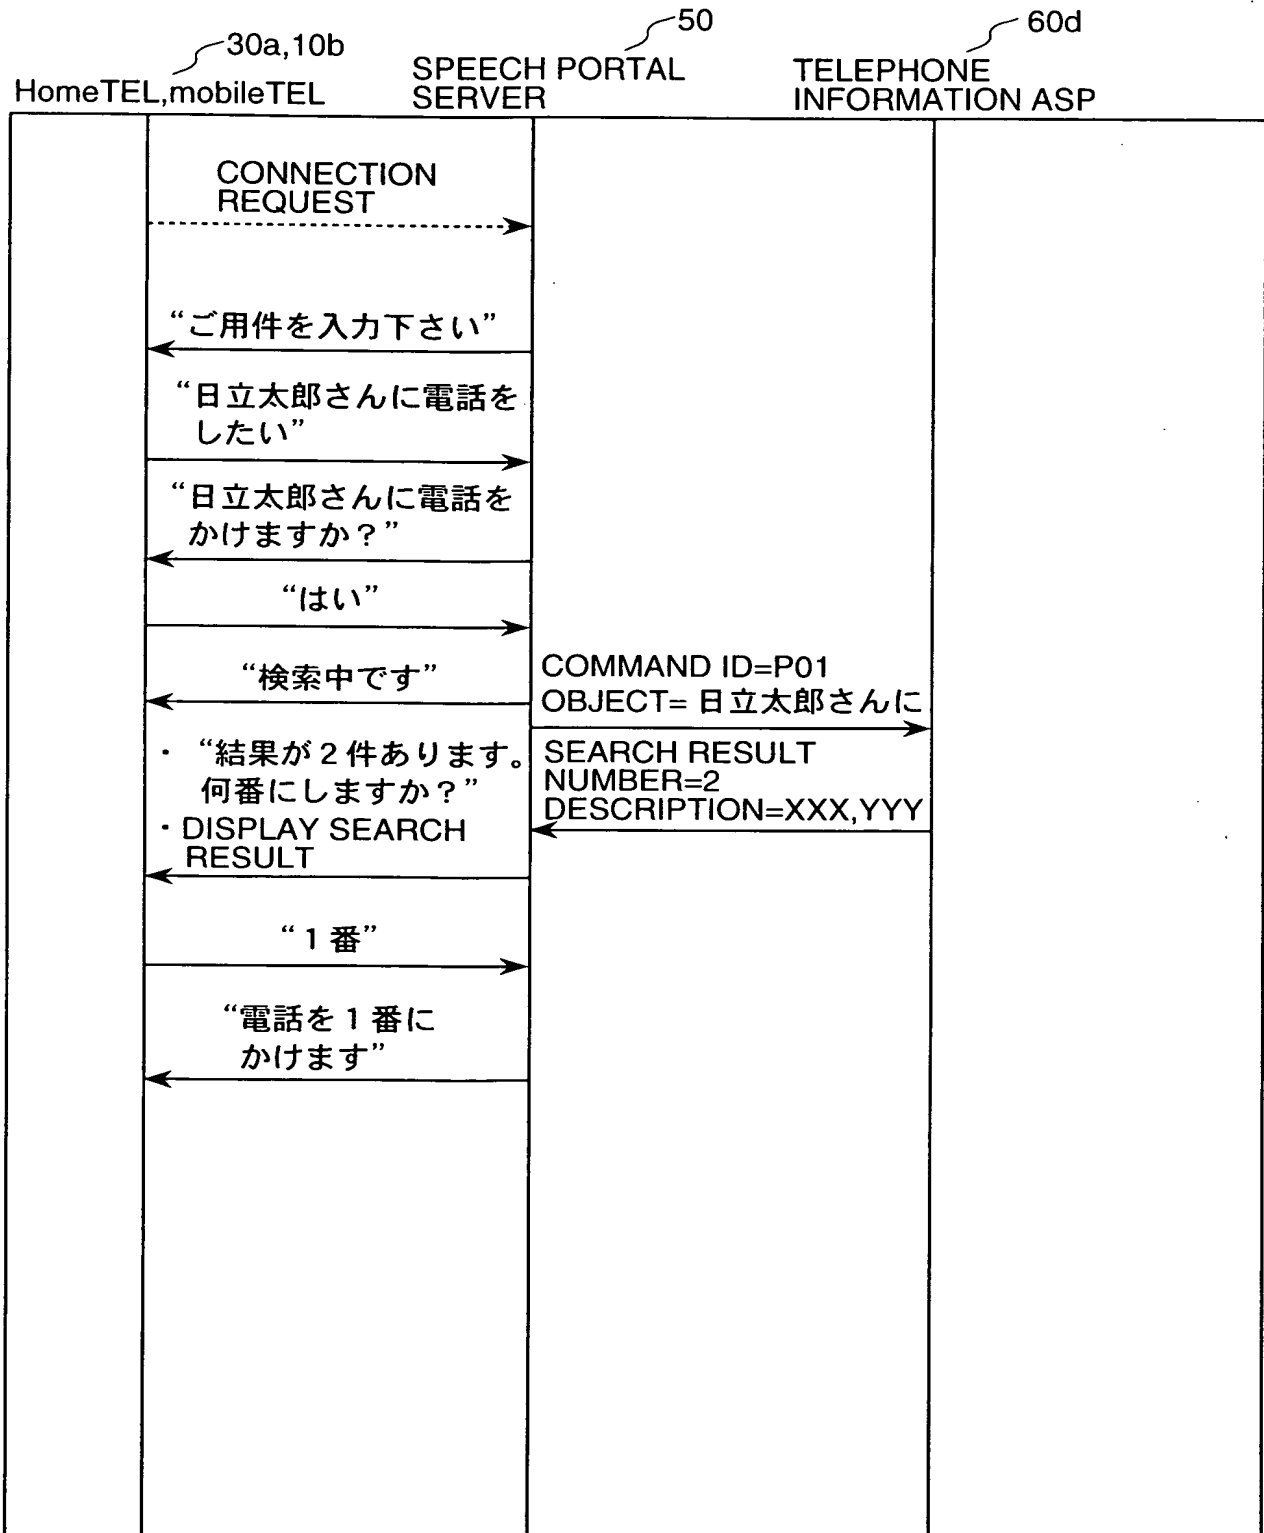 30a,10b
HomeTEL,mobileTEL
50
SPEECH PORTAL
SERVER
60d
TELEPHONE
INFORMATION ASP
CONNECTION
REQUEST
“ご用件を入力下さい”
“日立太郎さんに電話を
したい”
“日立太郎さんに電話を
かけますか？”
“はい”
“検索中です”
COMMAND ID=P01
OBJECT= 日立太郎さんに
・ “結果が２件あります。
何番にしますか？”
・DISPLAY SEARCH
RESULT
SEARCH RESULT
NUMBER=2
DESCRIPTION=XXX,YYY
“１番”
“電話を１番に
かけます”